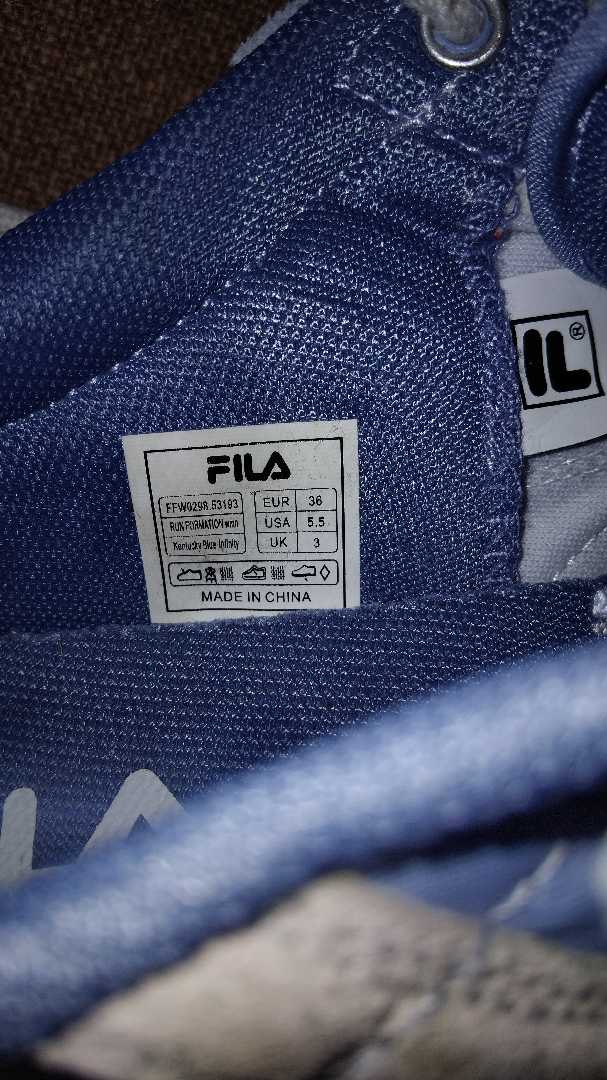 FILA
FFW0298.53193
RUN FORMATION wmn
Kentucky Blue-Infinity
EUR 36
USA 5.5
UK 3
MADE IN CHINA
IL®